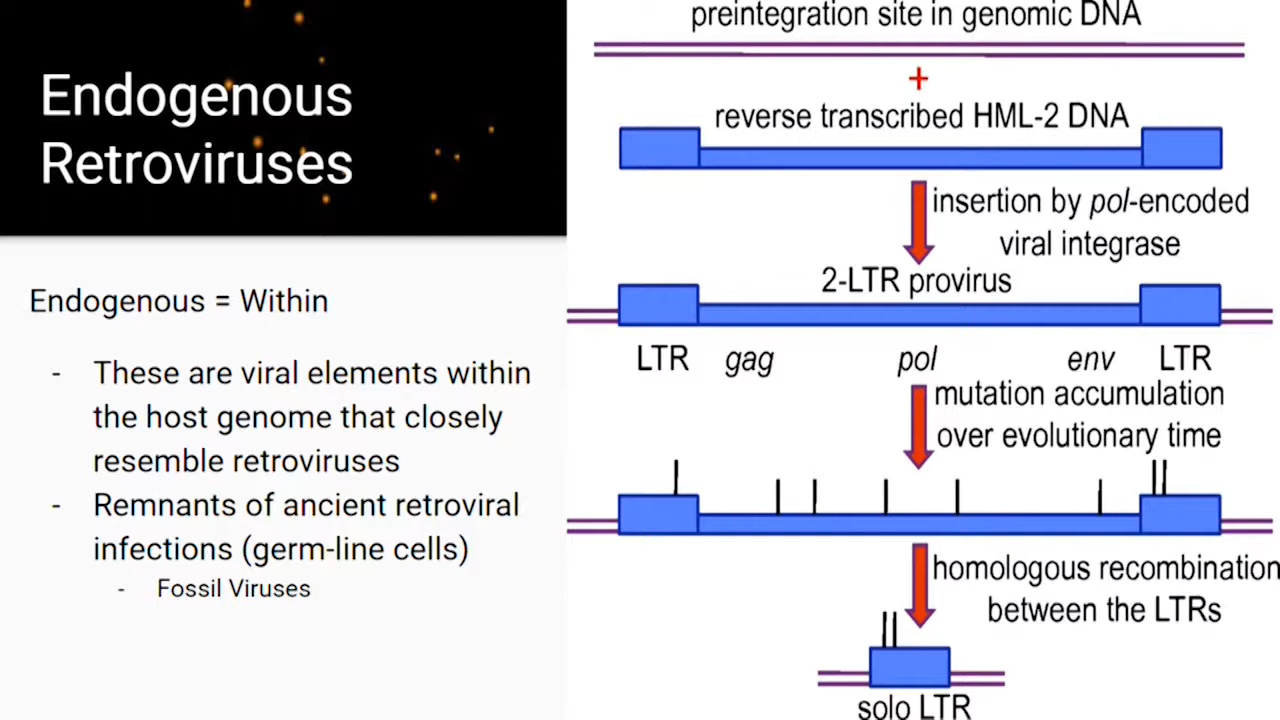 Endogenous
Retroviruses
Endogenous = Within
- These are viral elements within
the host genome that closely
resemble retroviruses
- Remnants of ancient retroviral
infections (germ-line cells)
- Fossil Viruses
preintegration site in genomic DNA
+
reverse transcribed HML-2 DNA
insertion by pol-encoded
viral integrase
2-LTR provirus
LTR gag pol env LTR
mutation accumulation
over evolutionary time
homologous recombination
between the LTRs
solo LTR